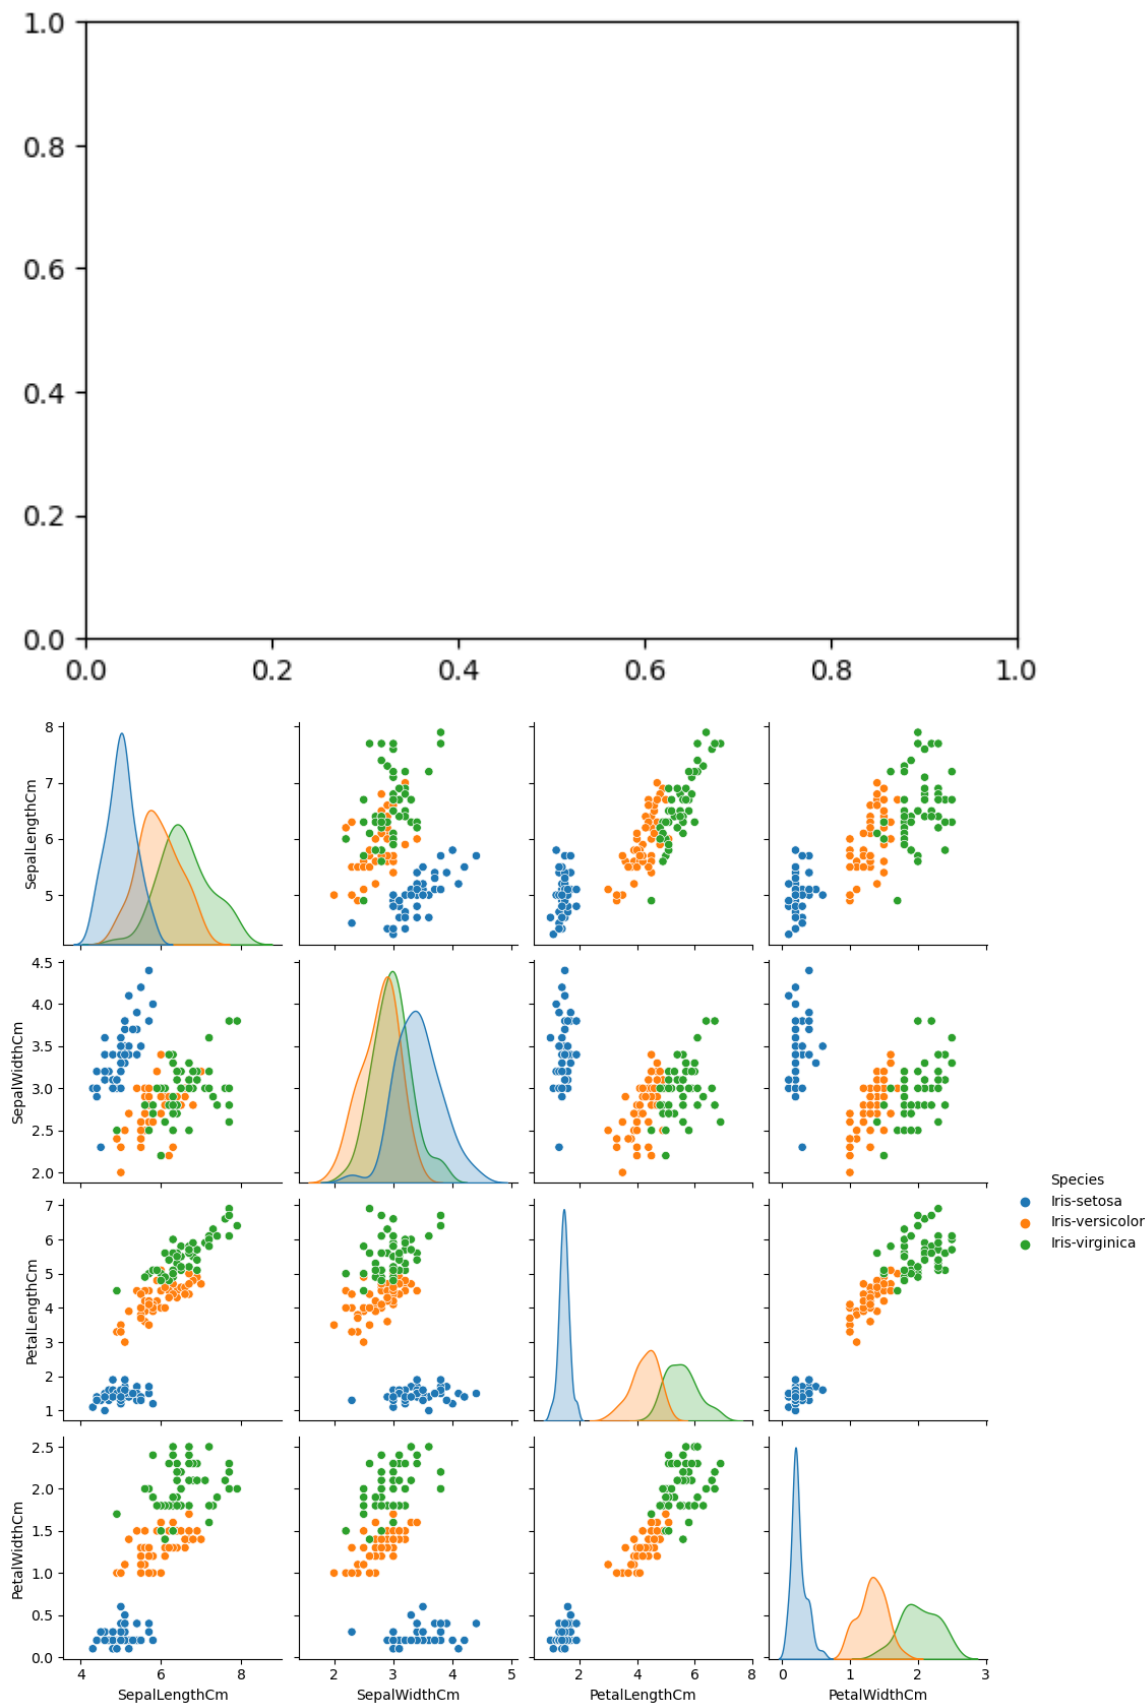 1.0
0.8
0.6
0.4
0.2
0.0
0.0 0.2 0.4 0.6 0.8 1.0
SepalLengthCm
8
7
6
5
SepalWidthCm
4.5
4.0
3.5
3.0
2.5
2.0
Species
Iris-setosa
Iris-versicolor
Iris-virginica
PetalLengthCm
7
6
5
4
3
2
1
PetalWidthCm
2.5
2.0
1.5
1.0
0.5
0.0
4 6 8 2 3 4 5 2 4 6 8 0 1 2 3
SepalLengthCm SepalWidthCm PetalLengthCm PetalWidthCm